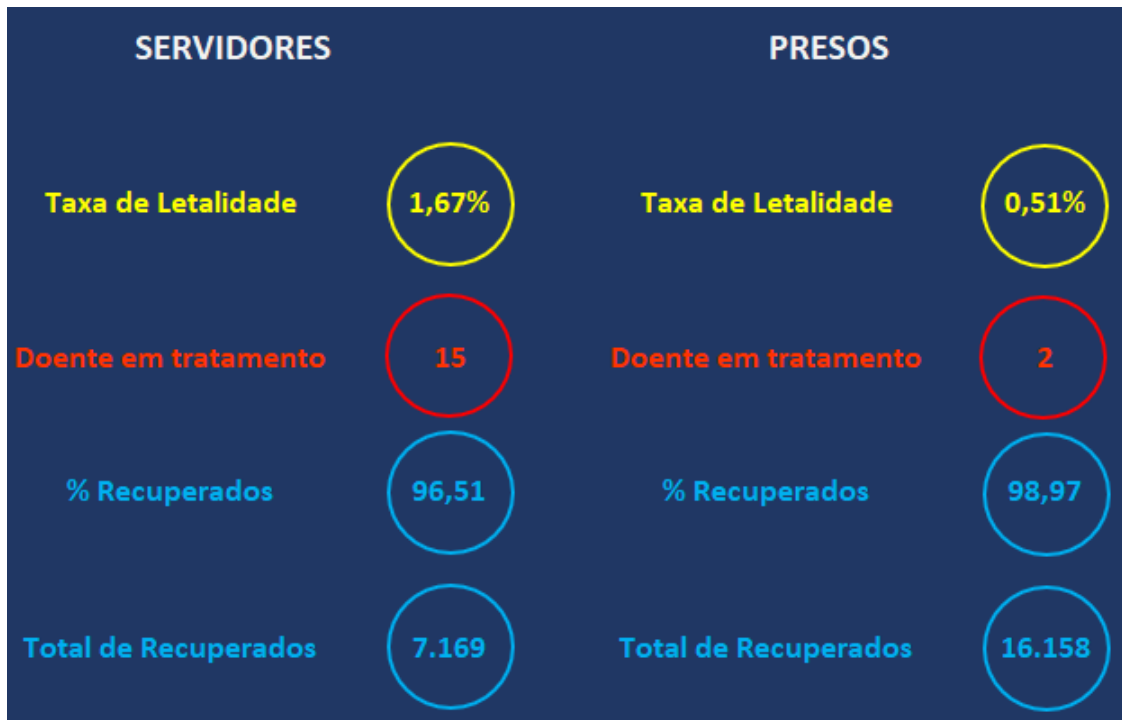 SERVIDORES
Taxa de Letalidade 1,67%
Doente em tratamento 15
% Recuperados 96,51
Total de Recuperados 7.169
PRESOS
Taxa de Letalidade 0,51%
Doente em tratamento 2
% Recuperados 98,97
Total de Recuperados 16.158